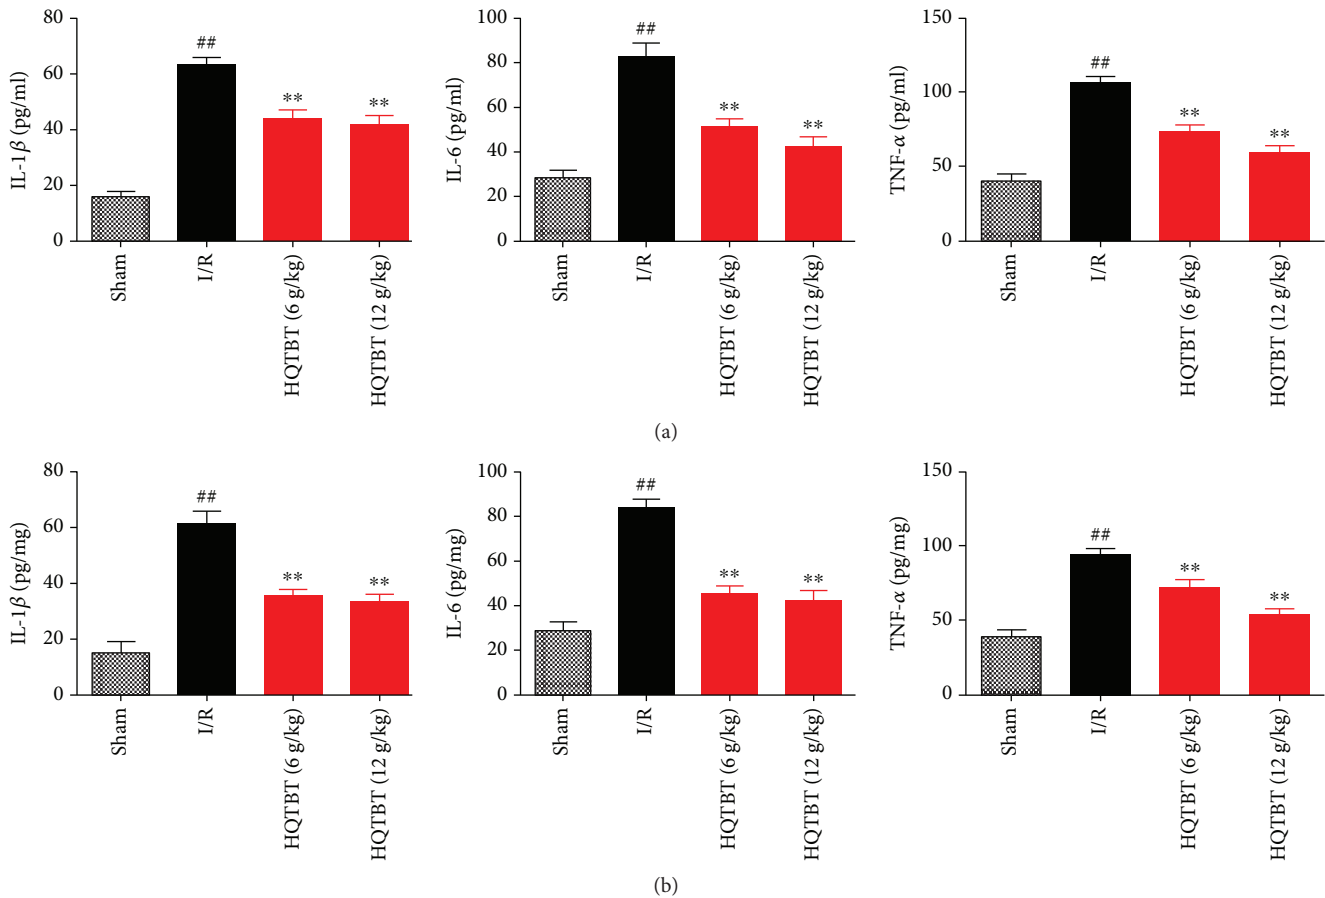 IL-1β (pg/ml)
80
60
40
20
0
##
**
**
Sham
I/R
HQTBT (6 g/kg)
HQTBT (12 g/kg)
IL-6 (pg/ml)
100
80
60
40
20
0
##
**
**
Sham
I/R
HQTBT (6 g/kg)
HQTBT (12 g/kg)
TNF-α (pg/ml)
150
100
50
0
##
**
**
Sham
I/R
HQTBT (6 g/kg)
HQTBT (12 g/kg)
(a)
IL-1β (pg/mg)
80
60
40
20
0
##
**
**
Sham
I/R
HQTBT (6 g/kg)
HQTBT (12 g/kg)
IL-6 (pg/mg)
100
80
60
40
20
0
##
**
**
Sham
I/R
HQTBT (6 g/kg)
HQTBT (12 g/kg)
TNF-α (pg/mg)
150
100
50
0
##
**
**
Sham
I/R
HQTBT (6 g/kg)
HQTBT (12 g/kg)
(b)